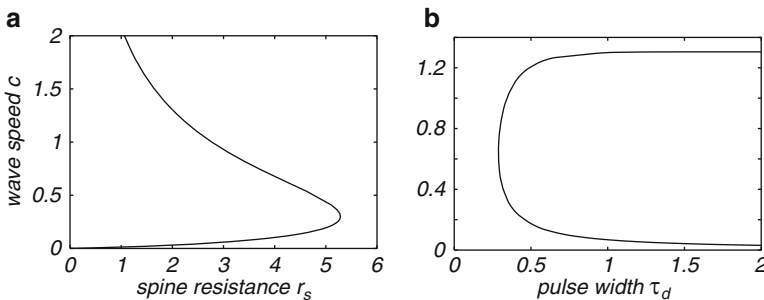 a
wave speed c
2
1.5
1
0.5
0
0 1 2 3 4 5 6
spine resistance r_s
b
1.2
0.8
0.4
0
0 0.5 1 1.5 2
pulse width τ_d